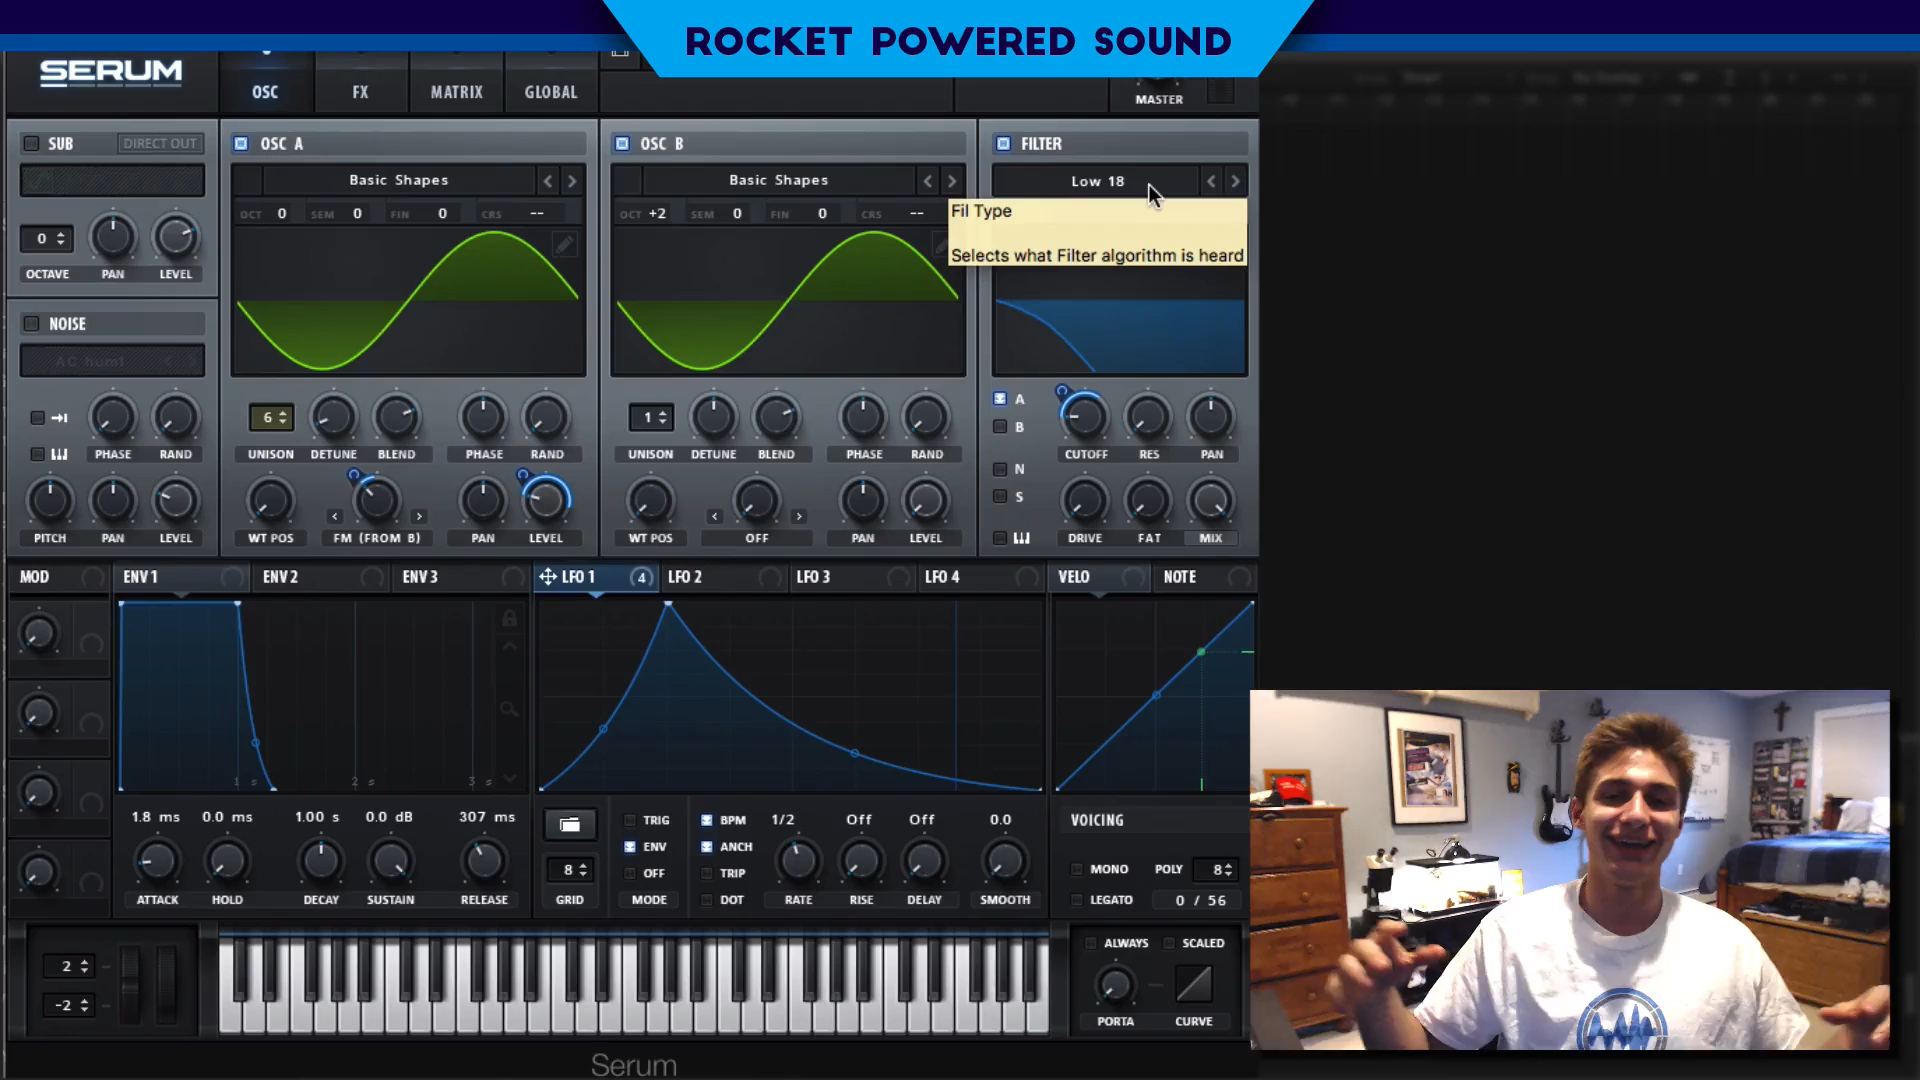 ROCKET POWERED SOUND
SERUM
OSC
FX
MATRIX
GLOBAL
MASTER
SUB
DIRECT OUT
OSC A
OSC B
FILTER
Basic Shapes
Basic Shapes
Low 18
OCT 0 SEM 0 FIN 0 CRS --
OCT +2 SEM 0 FIN 0 CRS --
Fil Type
Selects what Filter algorithm is heard
0
OCTAVE PAN LEVEL
NOISE
AC hum1
PHASE RAND
PITCH PAN LEVEL
6
UNISON DETUNE BLEND PHASE RAND
WT POS FM (FROM B) PAN LEVEL
1
UNISON DETUNE BLEND PHASE RAND
WT POS OFF PAN LEVEL
A
B
N
S
CUTOFF RES PAN
DRIVE FAT MIX
MOD
ENV 1
ENV 2
ENV 3
LFO 1 4
LFO 2
LFO 3
LFO 4
VELO
NOTE
1 s 2 s 3 s
1.8 ms 0.0 ms 1.00 s 0.0 dB 307 ms
ATTACK HOLD DECAY SUSTAIN RELEASE
8
GRID
TRIG
ENV
OFF
MODE
BPM
ANCH
TRIP
DOT
1/2 Off Off 0.0
RATE RISE DELAY SMOOTH
VOICING
MONO POLY 8
LEGATO 0 / 56
2
-2
ALWAYS SCALED
PORTA CURVE
Serum